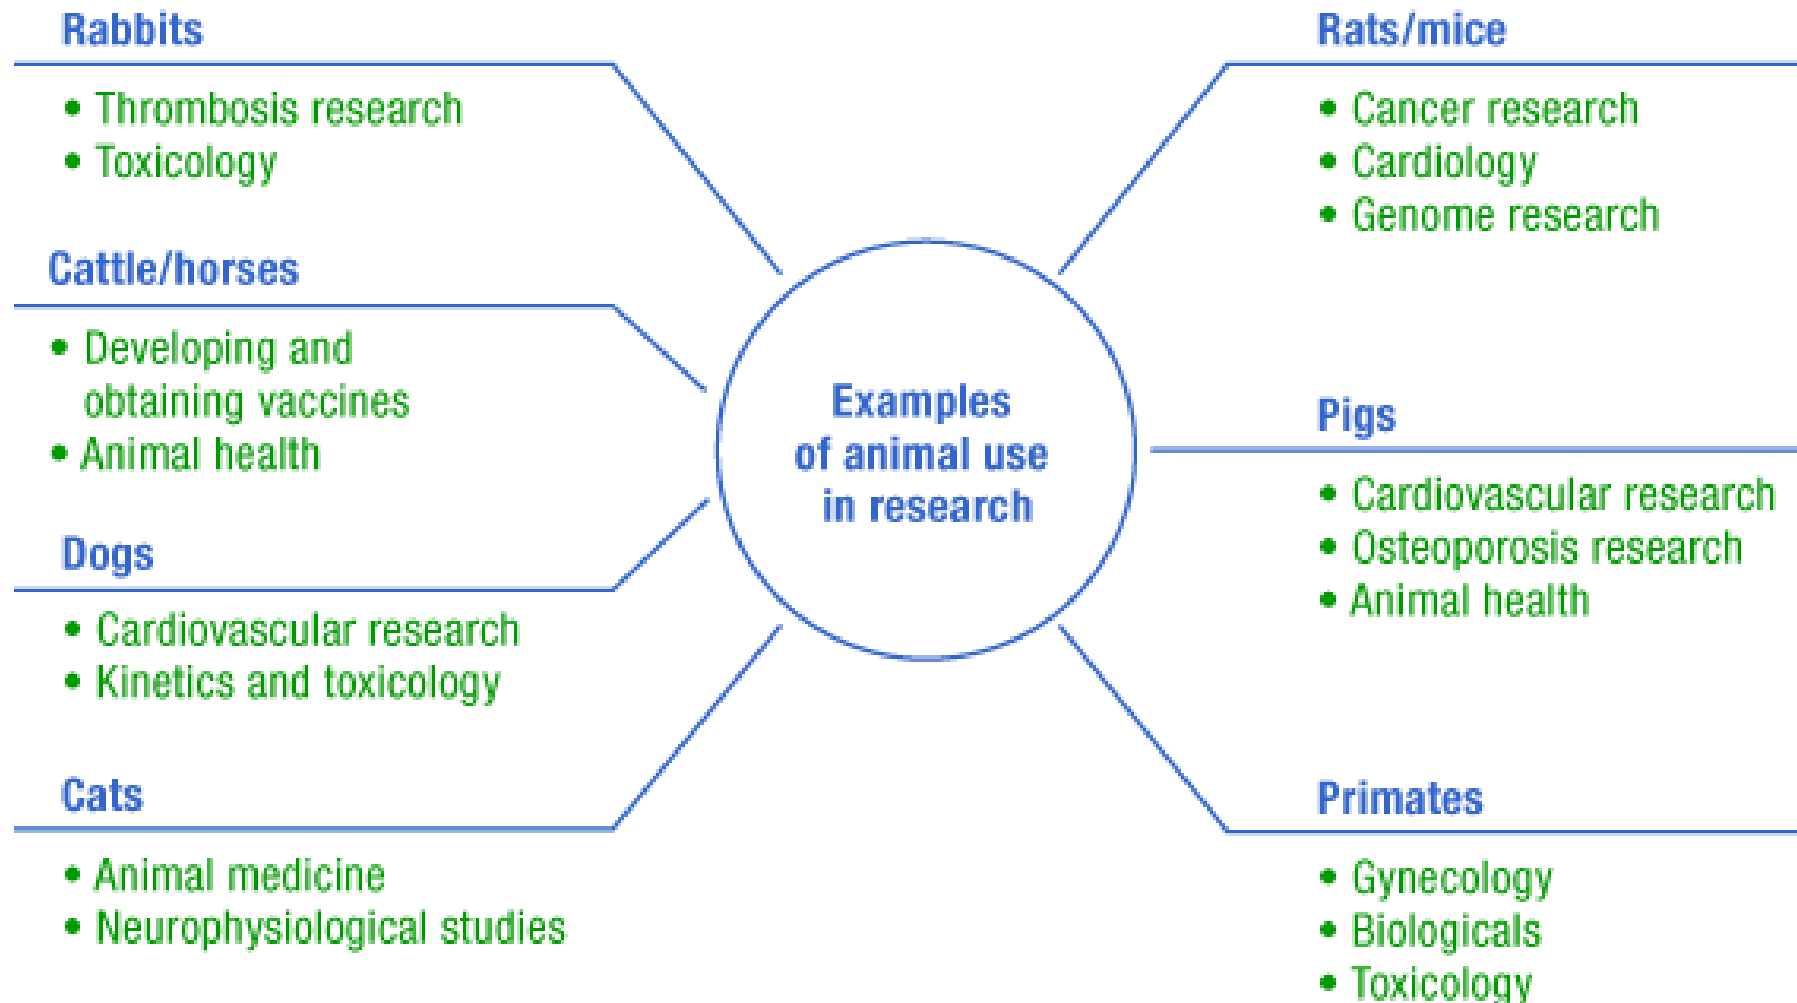 Rabbits
• Thrombosis research
• Toxicology
Cattle/horses
• Developing and
obtaining vaccines
• Animal health
Dogs
• Cardiovascular research
• Kinetics and toxicology
Cats
• Animal medicine
• Neurophysiological studies
Examples
of animal use
in research
Rats/mice
• Cancer research
• Cardiology
• Genome research
Pigs
• Cardiovascular research
• Osteoporosis research
• Animal health
Primates
• Gynecology
• Biologicals
• Toxicology